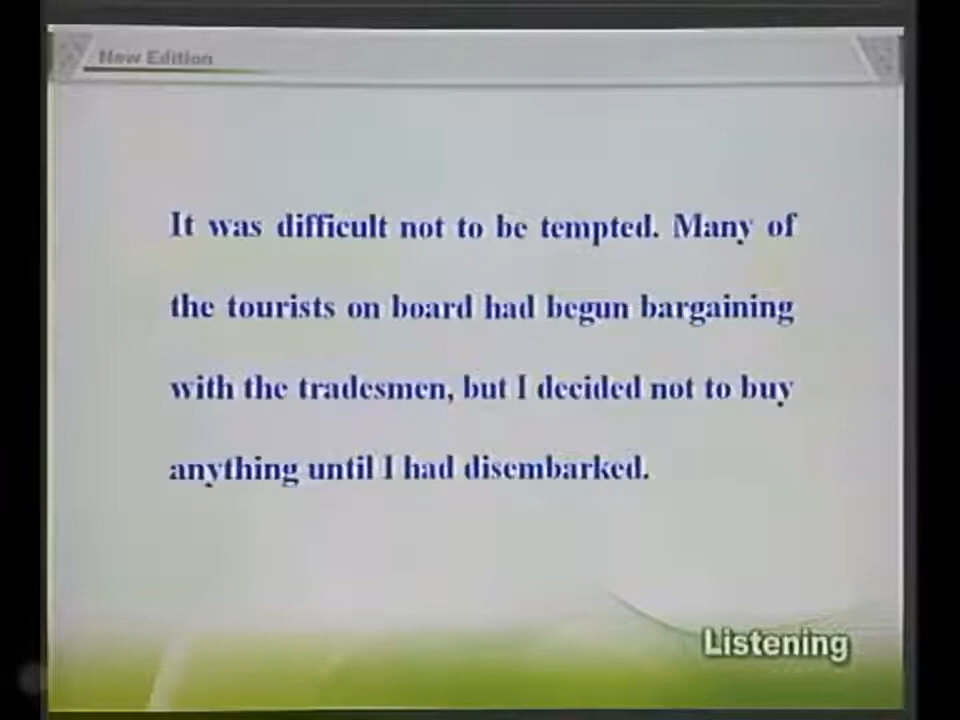 New Edition
It was difficult not to be tempted. Many of
the tourists on board had begun bargaining
with the tradesmen, but I decided not to buy
anything until I had disembarked.
Listening